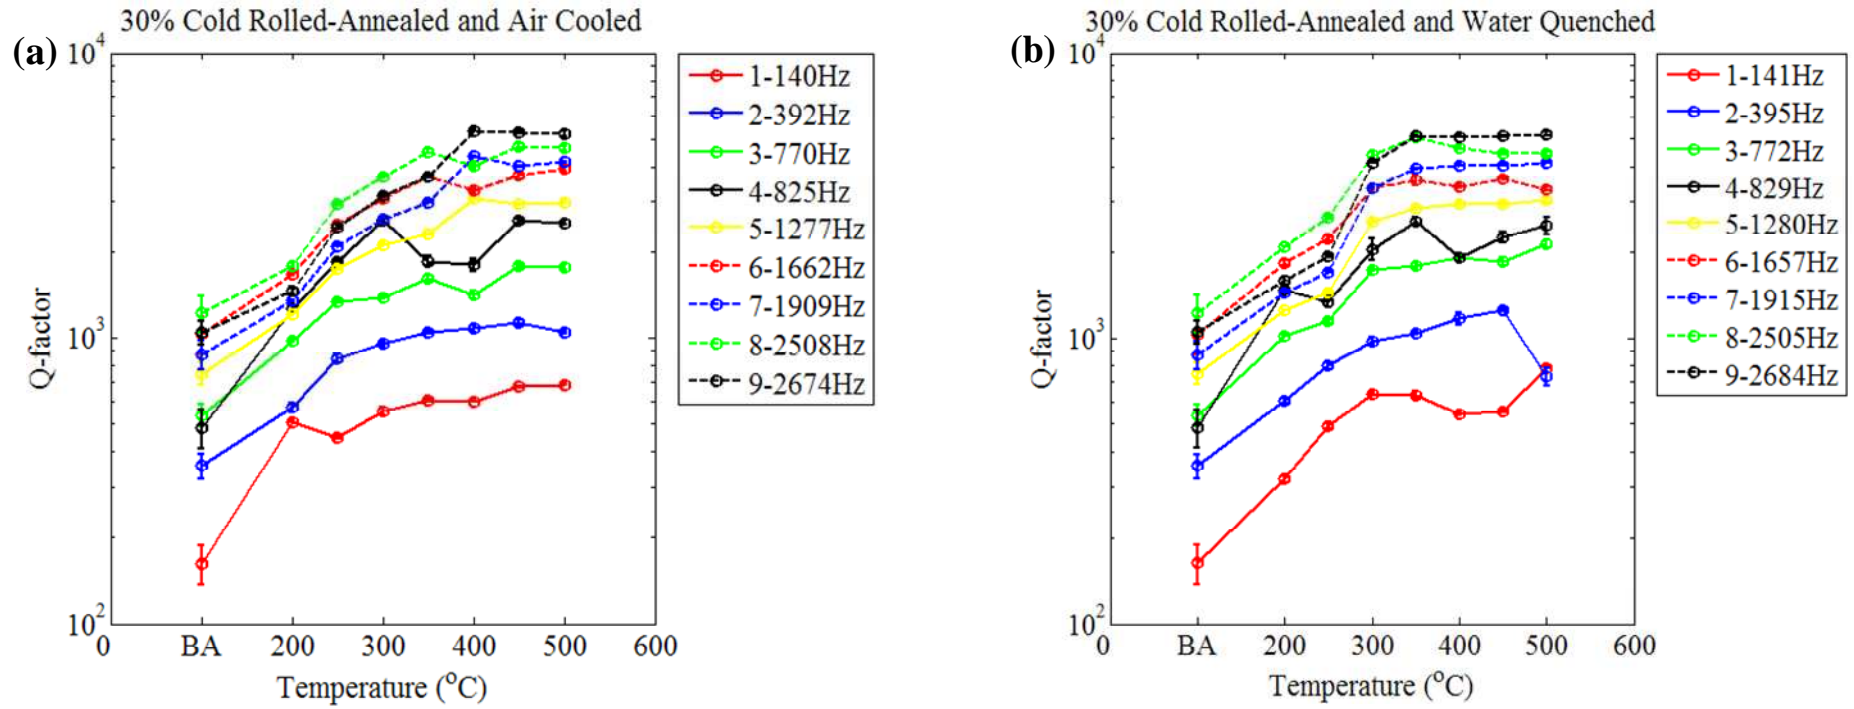 (a)
30% Cold Rolled-Annealed and Air Cooled
10^4
10^3
10^2
Q-factor
0 BA 200 300 400 500 600
Temperature (°C)
1-140Hz
2-392Hz
3-770Hz
4-825Hz
5-1277Hz
6-1662Hz
7-1909Hz
8-2508Hz
9-2674Hz
(b)
30% Cold Rolled-Annealed and Water Quenched
10^4
10^3
10^2
Q-factor
0 BA 200 300 400 500 600
Temperature (°C)
1-141Hz
2-395Hz
3-772Hz
4-829Hz
5-1280Hz
6-1657Hz
7-1915Hz
8-2505Hz
9-2684Hz